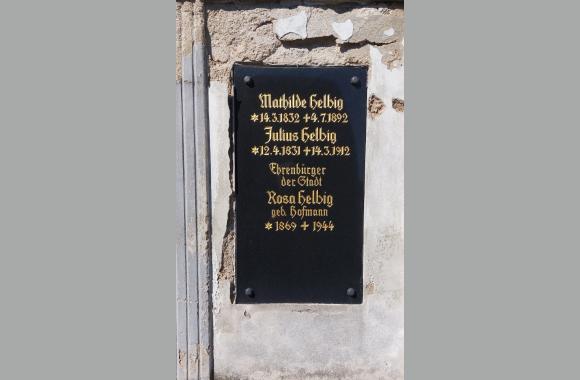 Mathilde Helbig
*14.3.1832 +4.7.1892
Julius Helbig
*12.4.1831 +14.3.1912
Ehrenbürger
der Stadt
Rosa Helbig
geb. Hofmann
* 1869 + 1944